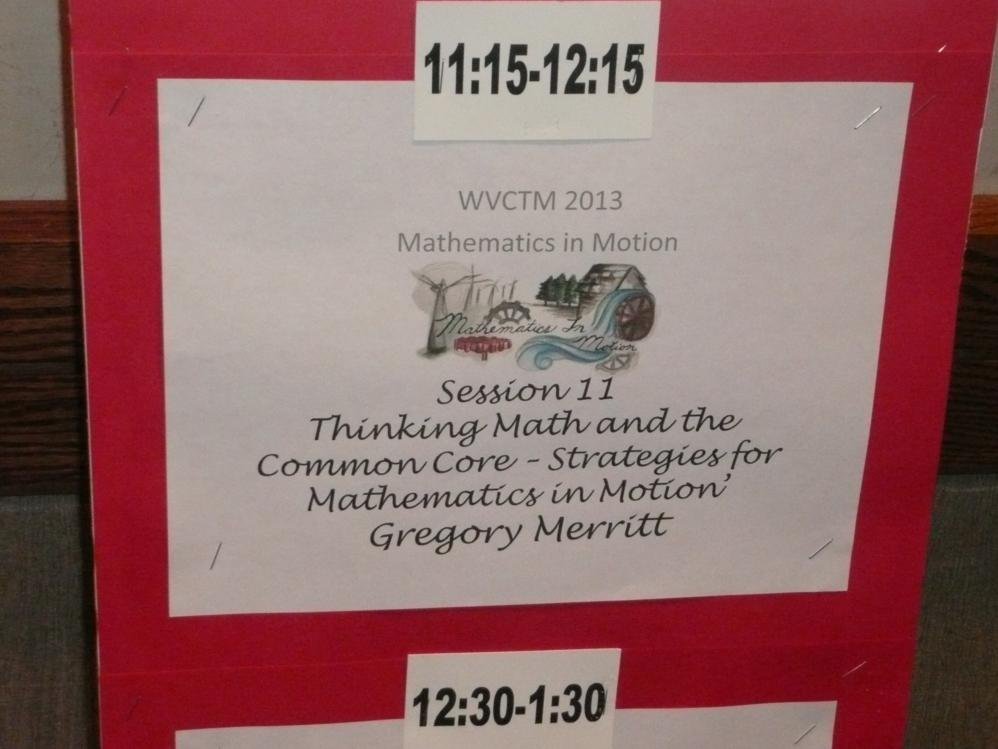 11:15-12:15
WVCTM 2013
Mathematics in Motion
Mathematics In
Motion
Session 11
Thinking Math and the
Common Core – Strategies for
Mathematics in Motion’
Gregory Merritt
12:30-1:30